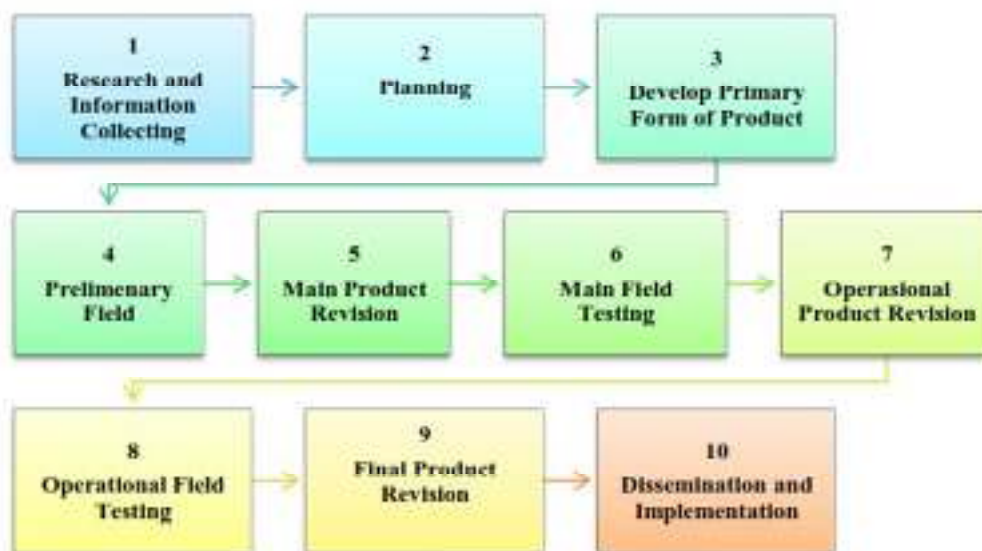 1
Research and
Information
Collecting
2
Planning
3
Develop Primary
Form of Product
4
Prelimenary
Field
5
Main Product
Revision
6
Main Field
Testing
7
Operasional
Product Revision
8
Operational Field
Testing
9
Final Product
Revision
10
Dissemination and
Implementation